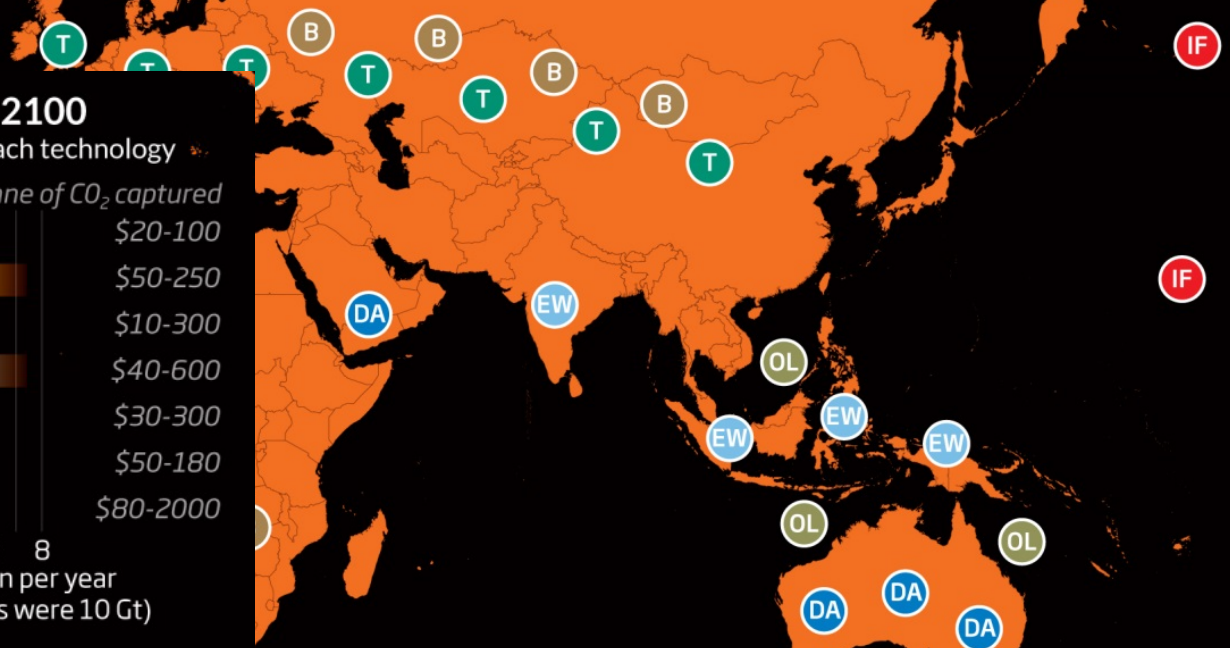 T
B
B
IF
T
T
T
B
T
B
T
T
2100
ach technology
nne of CO₂ captured
$20-100
$50-250
$10-300
$40-600
$30-300
$50-180
$80-2000
8
n per year
s were 10 Gt)
IF
DA
EW
OL
EW
EW
EW
OL
OL
DA
DA
DA